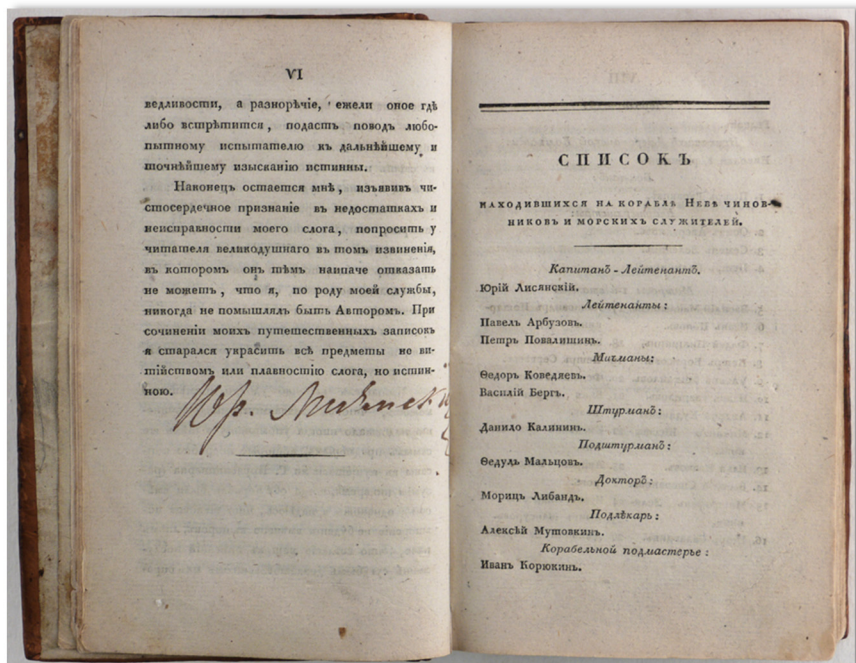 VI
ведливости, а разнорѣчіе, ежели оное гдѣ
либо встрѣтится, подастъ поводъ любо-
пытному испытателю къ дальнѣйшему и
точнѣйшему изысканію истинны.
Наконецъ остается мнѣ, изъявивъ чи-
стосердечное признаніе въ недостаткахъ и
неисправности моего слога, попросить у
читателя великодушнаго въ томъ извиненія,
въ которомъ онъ тѣмъ наипаче отказать
не можетъ, что я, по роду моей службы,
никогда не помышлялъ быть Авторомъ. При
сочиненіи моихъ путешественныхъ записокъ
я старался украсить всѣ предметы не ви-
тійствомъ или плавностію слога, но истин-
ною.
Юр.
СПИСОКЪ
НАХОДИВШИХСЯ НА КОРАБЛѢ НЕВѢ ЧИНОВ-
НИКОВЪ И МОРСКИХЪ СЛУЖИТЕЛЕЙ.
Капитанъ-Лейтенантъ.
Юрій Лисянскій.
Лейтенанты:
Павелъ Арбузовъ.
Петръ Повалишинъ.
Мичманы:
Ѳедоръ Коведяевъ.
Василій Бергъ.
Штурманъ:
Данило Калининъ.
Подштурманъ:
Ѳедулъ Мальцовъ.
Докторъ:
Морицъ Либандъ.
Подлѣкарь:
Алексѣй Мутовкинъ.
Корабельной подмастерье:
Иванъ Корюкинъ.